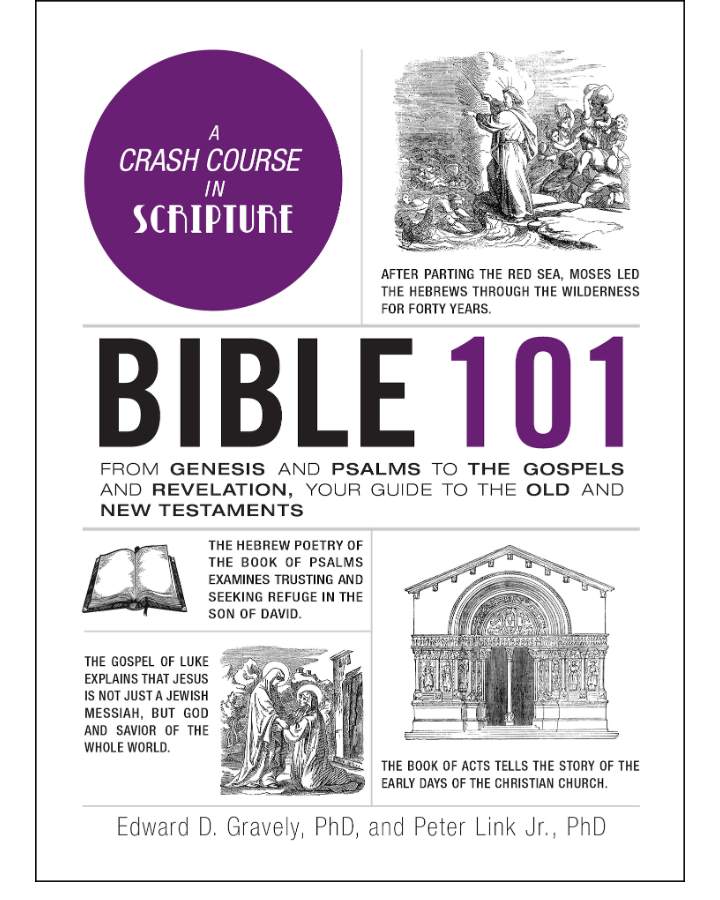 A
CRASH COURSE
IN
SCRIPTURE
AFTER PARTING THE RED SEA, MOSES LED
THE HEBREWS THROUGH THE WILDERNESS
FOR FORTY YEARS.
BIBLE 101
FROM GENESIS AND PSALMS TO THE GOSPELS
AND REVELATION, YOUR GUIDE TO THE OLD AND
NEW TESTAMENTS
THE HEBREW POETRY OF
THE BOOK OF PSALMS
EXAMINES TRUSTING AND
SEEKING REFUGE IN THE
SON OF DAVID.
THE GOSPEL OF LUKE
EXPLAINS THAT JESUS
IS NOT JUST A JEWISH
MESSIAH, BUT GOD
AND SAVIOR OF THE
WHOLE WORLD.
THE BOOK OF ACTS TELLS THE STORY OF THE
EARLY DAYS OF THE CHRISTIAN CHURCH.
Edward D. Gravely, PhD, and Peter Link Jr., PhD